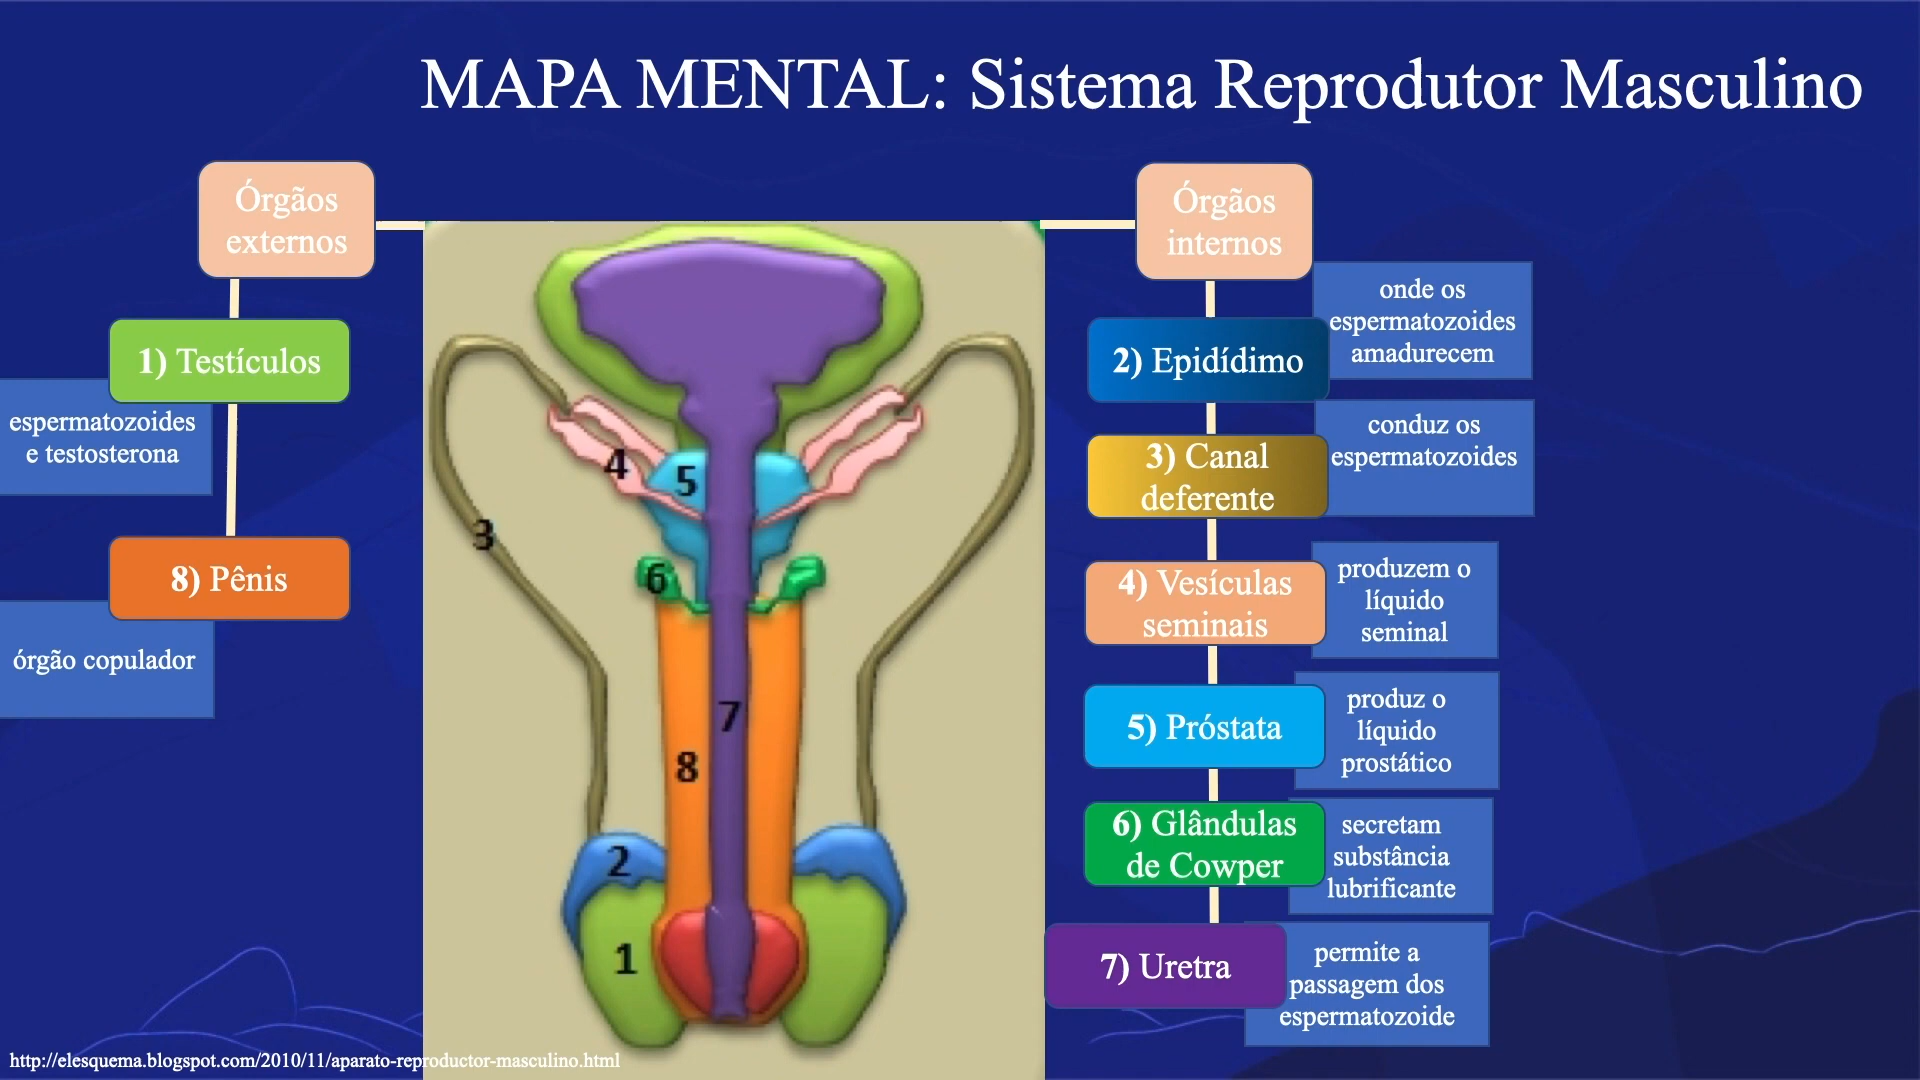 MAPA MENTAL: Sistema Reprodutor Masculino
Órgãos
externos
1) Testículos
espermatozoides
e testosterona
8) Pênis
órgão copulador
4
5
3
6
7
8
2
1
Órgãos
internos
2) Epidídimo
onde os
espermatozoides
amadurecem
3) Canal
deferente
conduz os
espermatozoides
4) Vesículas
seminais
produzem o
líquido
seminal
5) Próstata
produz o
líquido
prostático
6) Glândulas
de Cowper
secretam
substância
lubrificante
7) Uretra
permite a
passagem dos
espermatozoide
http://elesquema.blogspot.com/2010/11/aparato-reproductor-masculino.html